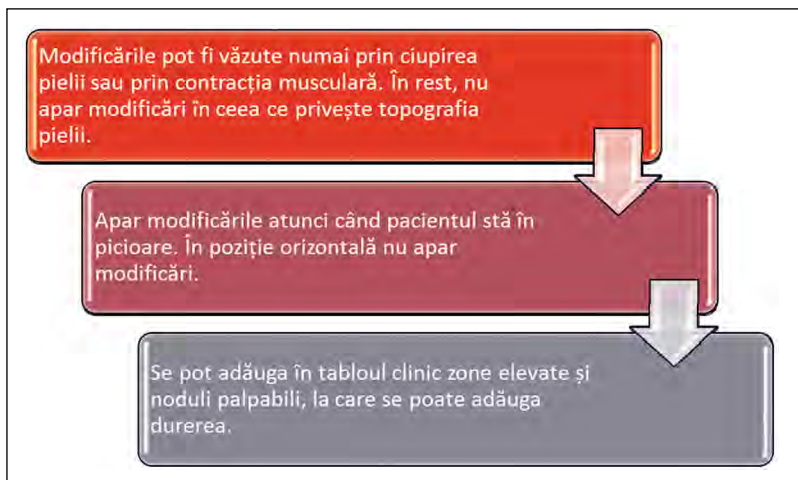 Modificările pot fi văzute numai prin ciupirea
pielii sau prin contracția musculară. În rest, nu
apar modificări în ceea ce privește topografia
pielii.
Apar modificările atunci când pacientul stă în
picioare. În poziție orizontală nu apar
modificări.
Se pot adăuga în tabloul clinic zone elevate și
noduli palpabili, la care se poate adăuga
durerea.